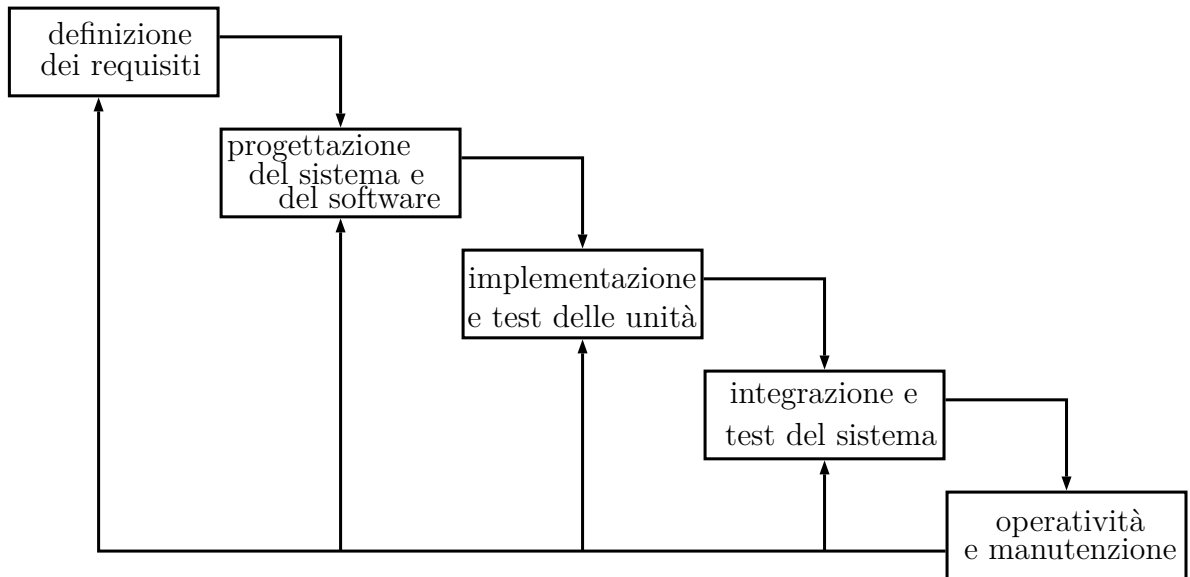 definizione
dei requisiti
progettazione
del sistema e
del software
implementazione
e test delle unità
integrazione e
test del sistema
operatività
e manutenzione